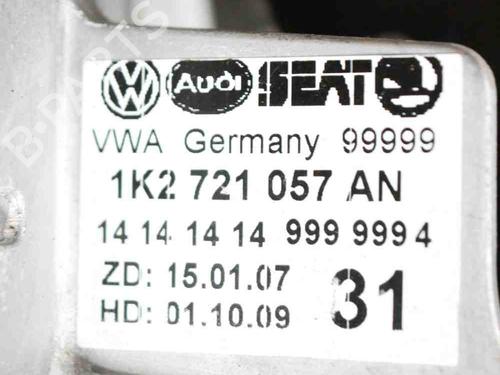 B-PARTS
VW AUDI SEAT
VWA Germany 99999
1K2 721 057 AN
14 14 14 14 999 999 4
ZD: 15.01.07
HD: 01.10.09 31